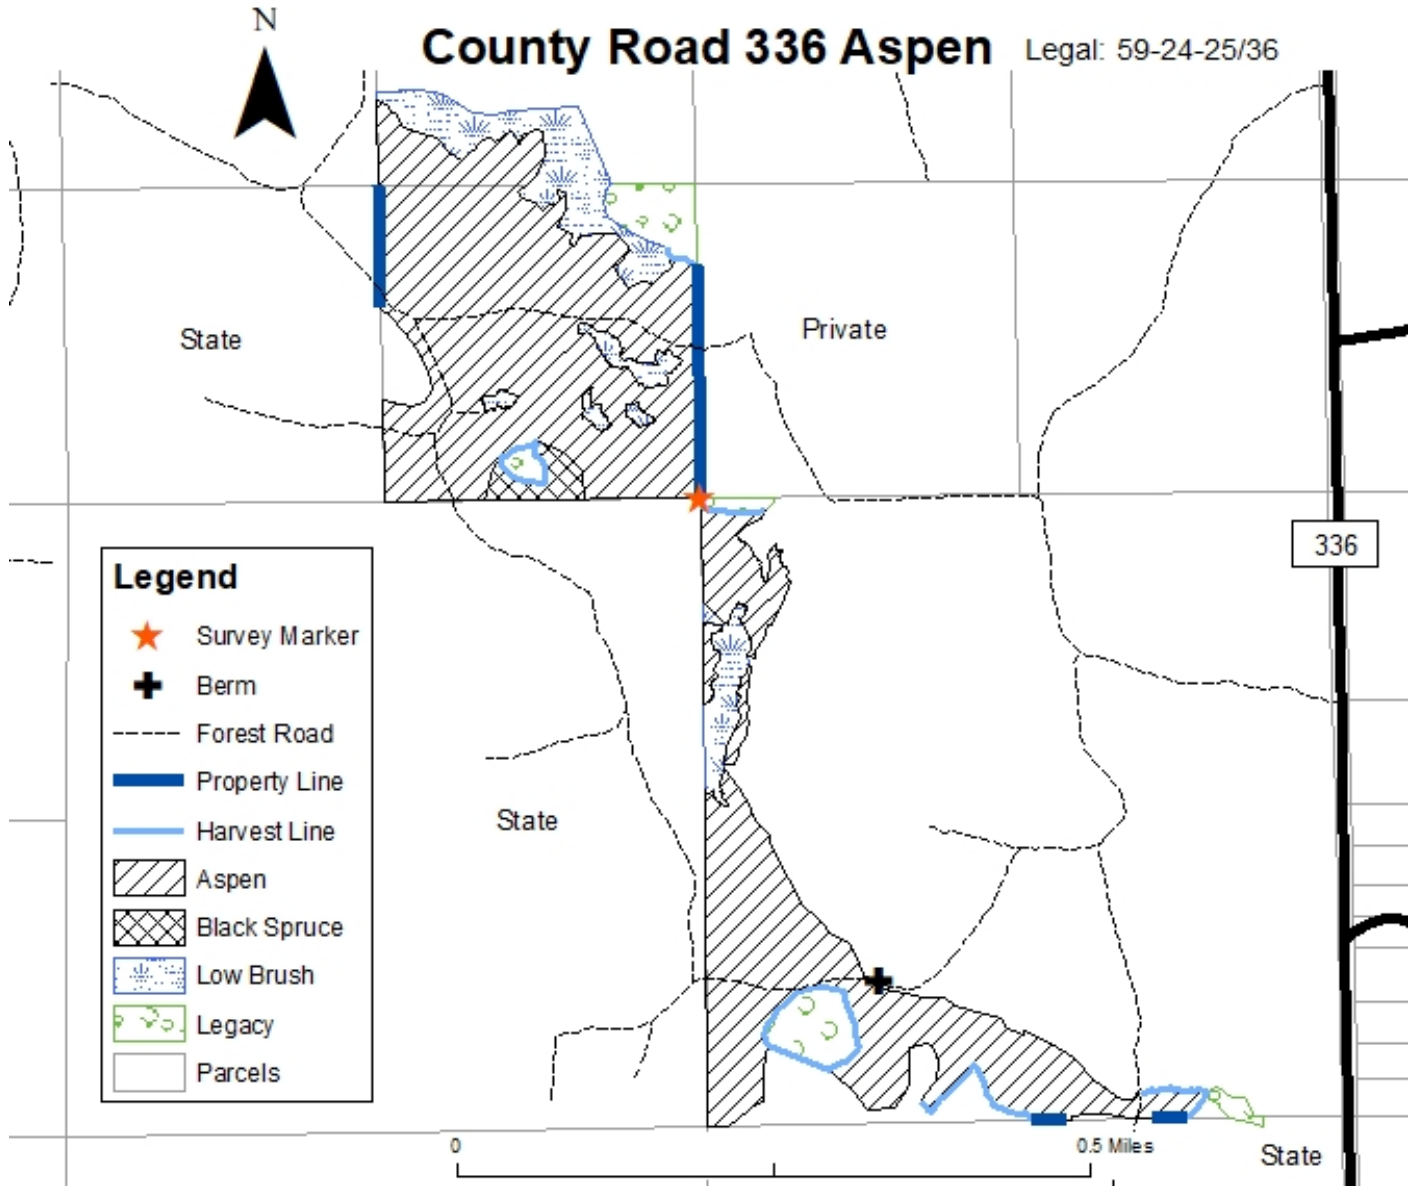 N
County Road 336 Aspen
Legal: 59-24-25/36
State
Private
336
Legend
Survey Marker
Berm
Forest Road
Property Line
Harvest Line
Aspen
Black Spruce
Low Brush
Legacy
Parcels
State
0
0.5 Miles
State